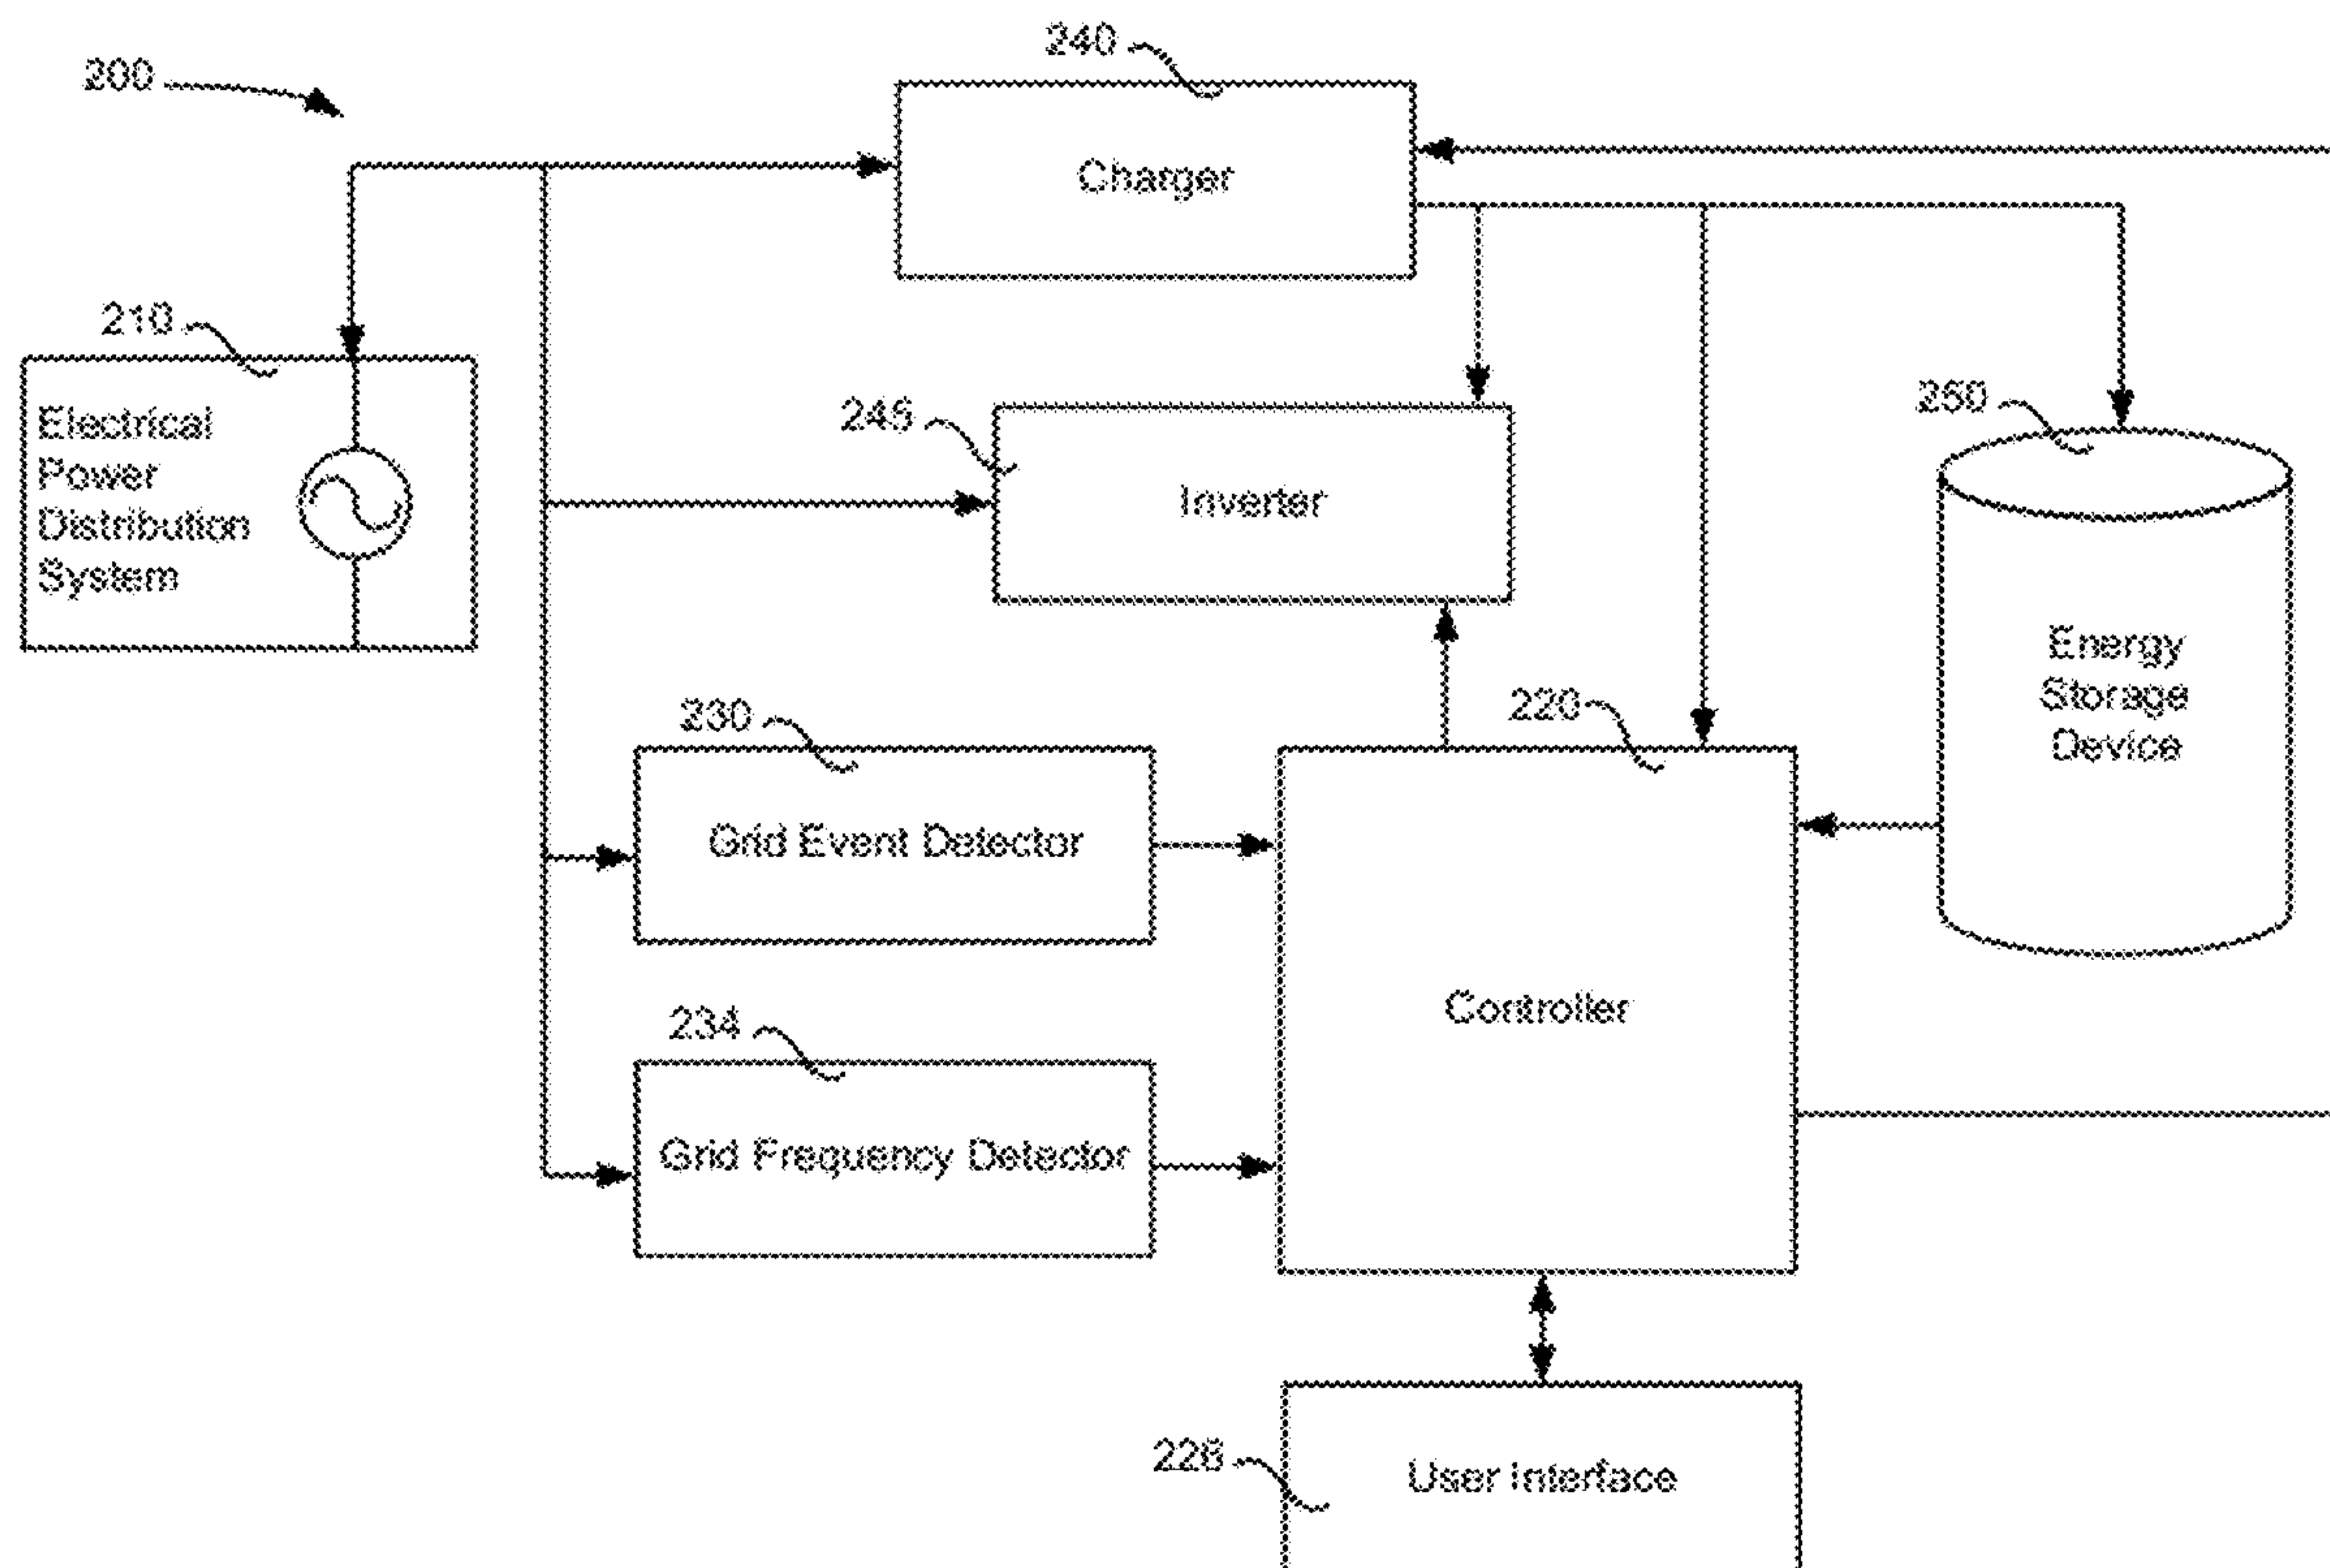 200
240
Charger
210
Electrical
Power
Distribution
System
245
Inverter
250
Energy
Storage
Device
230
Grid Event Detector
220
Controller
234
Grid Frequency Detector
User Interface